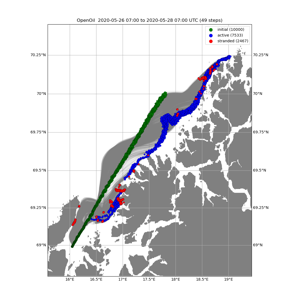 OpenOil 2020-05-26 07:00 to 2020-05-28 07:00 UTC (49 steps)
initial (10000)
active (7533)
stranded (2467)
70.25°N 70.25°N
70°N 70°N
69.75°N 69.75°N
69.5°N 69.5°N
69.25°N 69.25°N
69°N 69°N
16°E 16.5°E 17°E 17.5°E 18°E 18.5°E 19°E